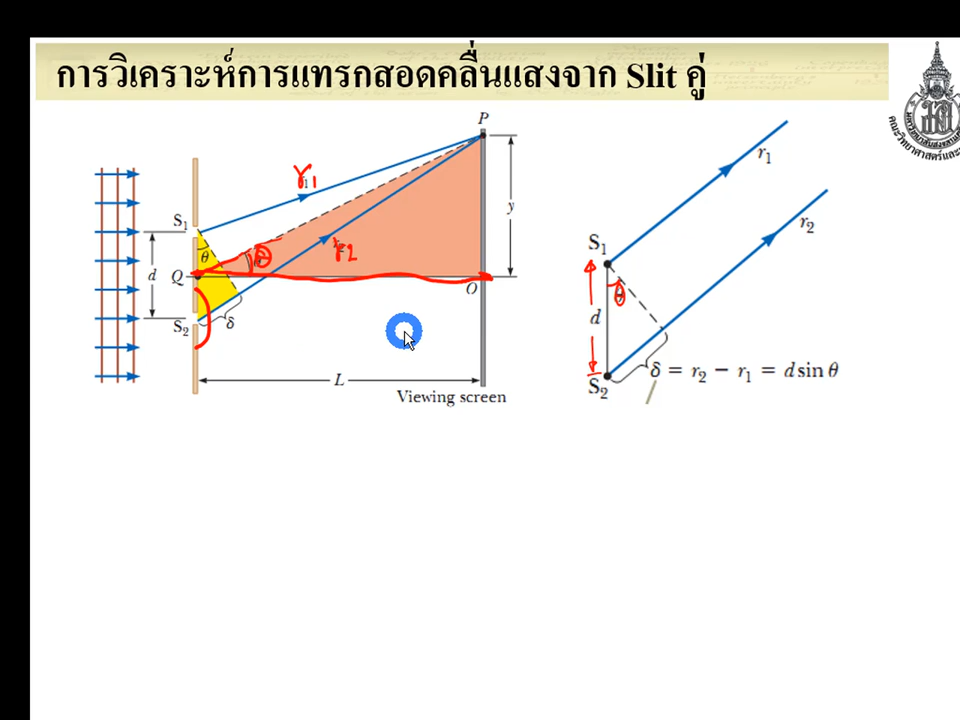 การวิเคราะห์การแทรกสอดคลื่นแสงจาก Slit คู่
P
r1
S1
θ
y
d
Q
θ
r2
O
S2
δ
L
Viewing screen
r1
r2
S1
θ
d
S2
δ = r2 − r1 = d sin θ